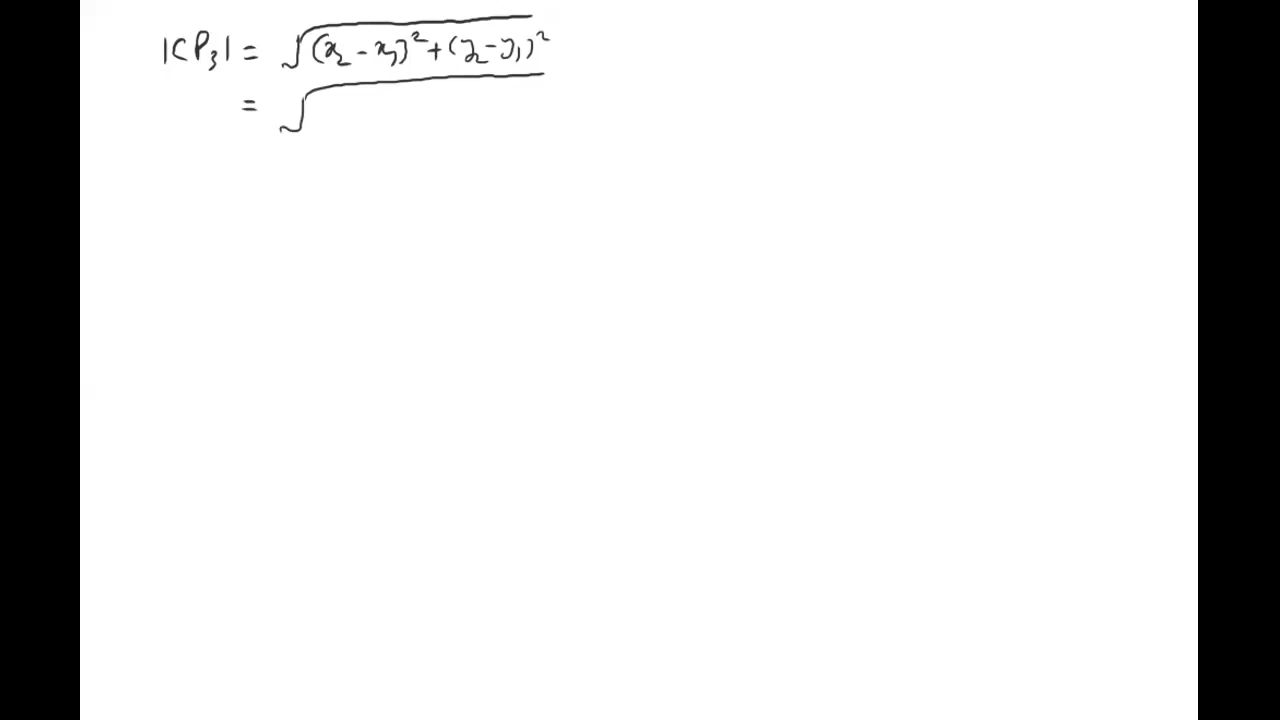 |CP₃| = √(x₂ - x₁)² + (y₂ - y₁)²
= √